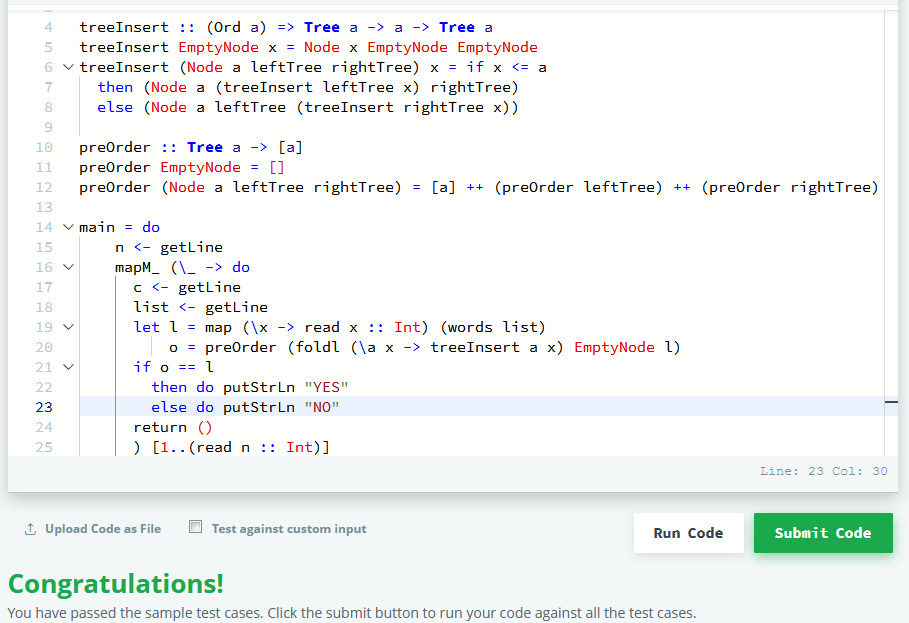 4 treeInsert :: (Ord a) => Tree a -> a -> Tree a
5 treeInsert EmptyNode x = Node x EmptyNode EmptyNode
6 treeInsert (Node a leftTree rightTree) x = if x <= a
7   then (Node a (treeInsert leftTree x) rightTree)
8   else (Node a leftTree (treeInsert rightTree x))
9
10 preOrder :: Tree a -> [a]
11 preOrder EmptyNode = []
12 preOrder (Node a leftTree rightTree) = [a] ++ (preOrder leftTree) ++ (preOrder rightTree)
13
14 main = do
15     n <- getLine
16     mapM_ (\_ -> do
17       c <- getLine
18       list <- getLine
19       let l = map (\x -> read x :: Int) (words list)
20           o = preOrder (foldl (\a x -> treeInsert a x) EmptyNode l)
21       if o == l
22         then do putStrLn "YES"
23         else do putStrLn "NO"
24       return ()
25       ) [1..(read n :: Int)]
Line: 23 Col: 30
Upload Code as File Test against custom input Run Code Submit Code
Congratulations!
You have passed the sample test cases. Click the submit button to run your code against all the test cases.